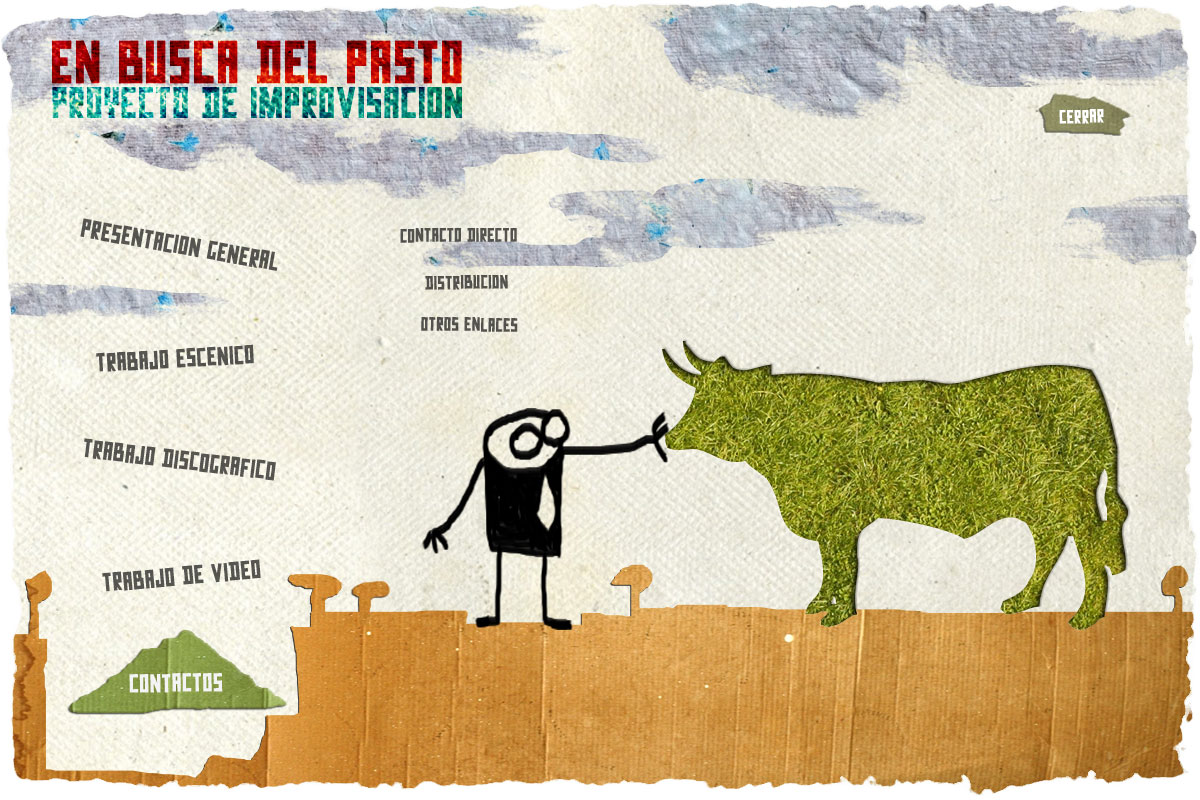 EN BUSCA DEL PASTO
PROYECTO DE IMPROVISACION
CERRAR
PRESENTACION GENERAL
TRABAJO ESCENICO
TRABAJO DISCOGRAFICO
TRABAJO DE VIDEO
CONTACTOS
CONTACTO DIRECTO
DISTRIBUCION
OTROS ENLACES